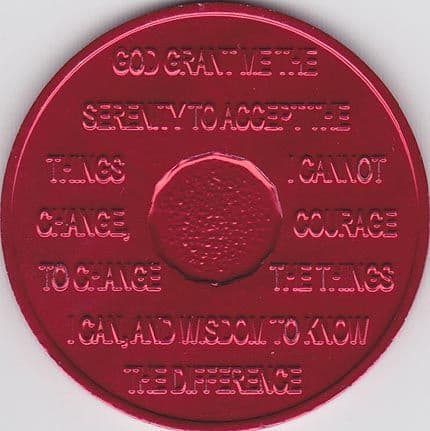 GOD GRANT ME THE
SERENITY TO ACCEPT THE
THINGS I CANNOT
CHANGE, COURAGE
TO CHANGE THE THINGS
I CAN, AND WISDOM TO KNOW
THE DIFFERENCE